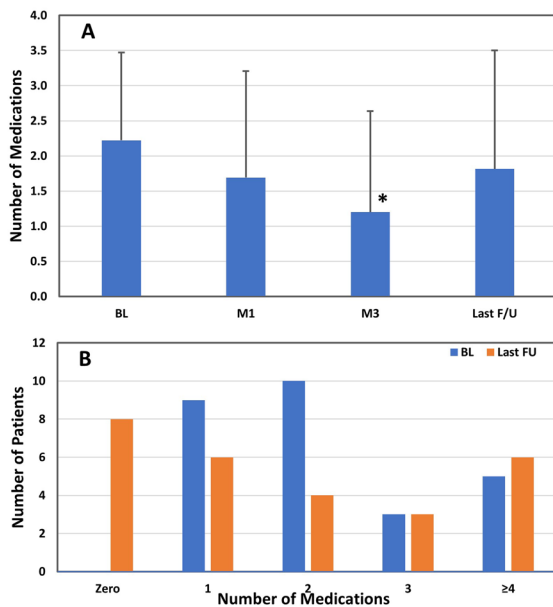 A
Number of Medications
4.0
3.5
3.0
2.5
2.0
1.5
1.0
0.5
0.0
*
BL M1 M3 Last F/U
B
BL Last FU
Number of Patients
12
10
8
6
4
2
0
Zero 1 2 3 ≥4
Number of Medications